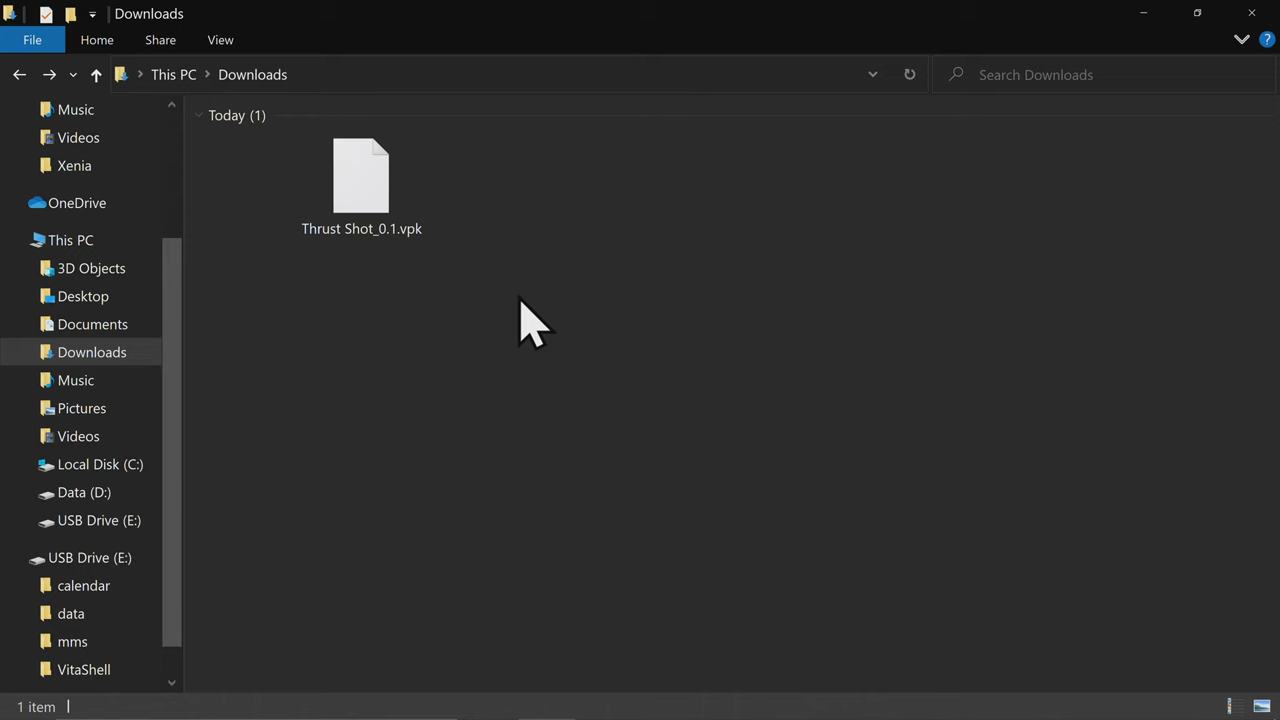 Downloads
File Home Share View
This PC Downloads Search Downloads
Music
Videos
Xenia
OneDrive
This PC
3D Objects
Desktop
Documents
Downloads
Music
Pictures
Videos
Local Disk (C:)
Data (D:)
USB Drive (E:)
USB Drive (E:)
calendar
data
mms
VitaShell
Today (1)
Thrust Shot_0.1.vpk
1 item